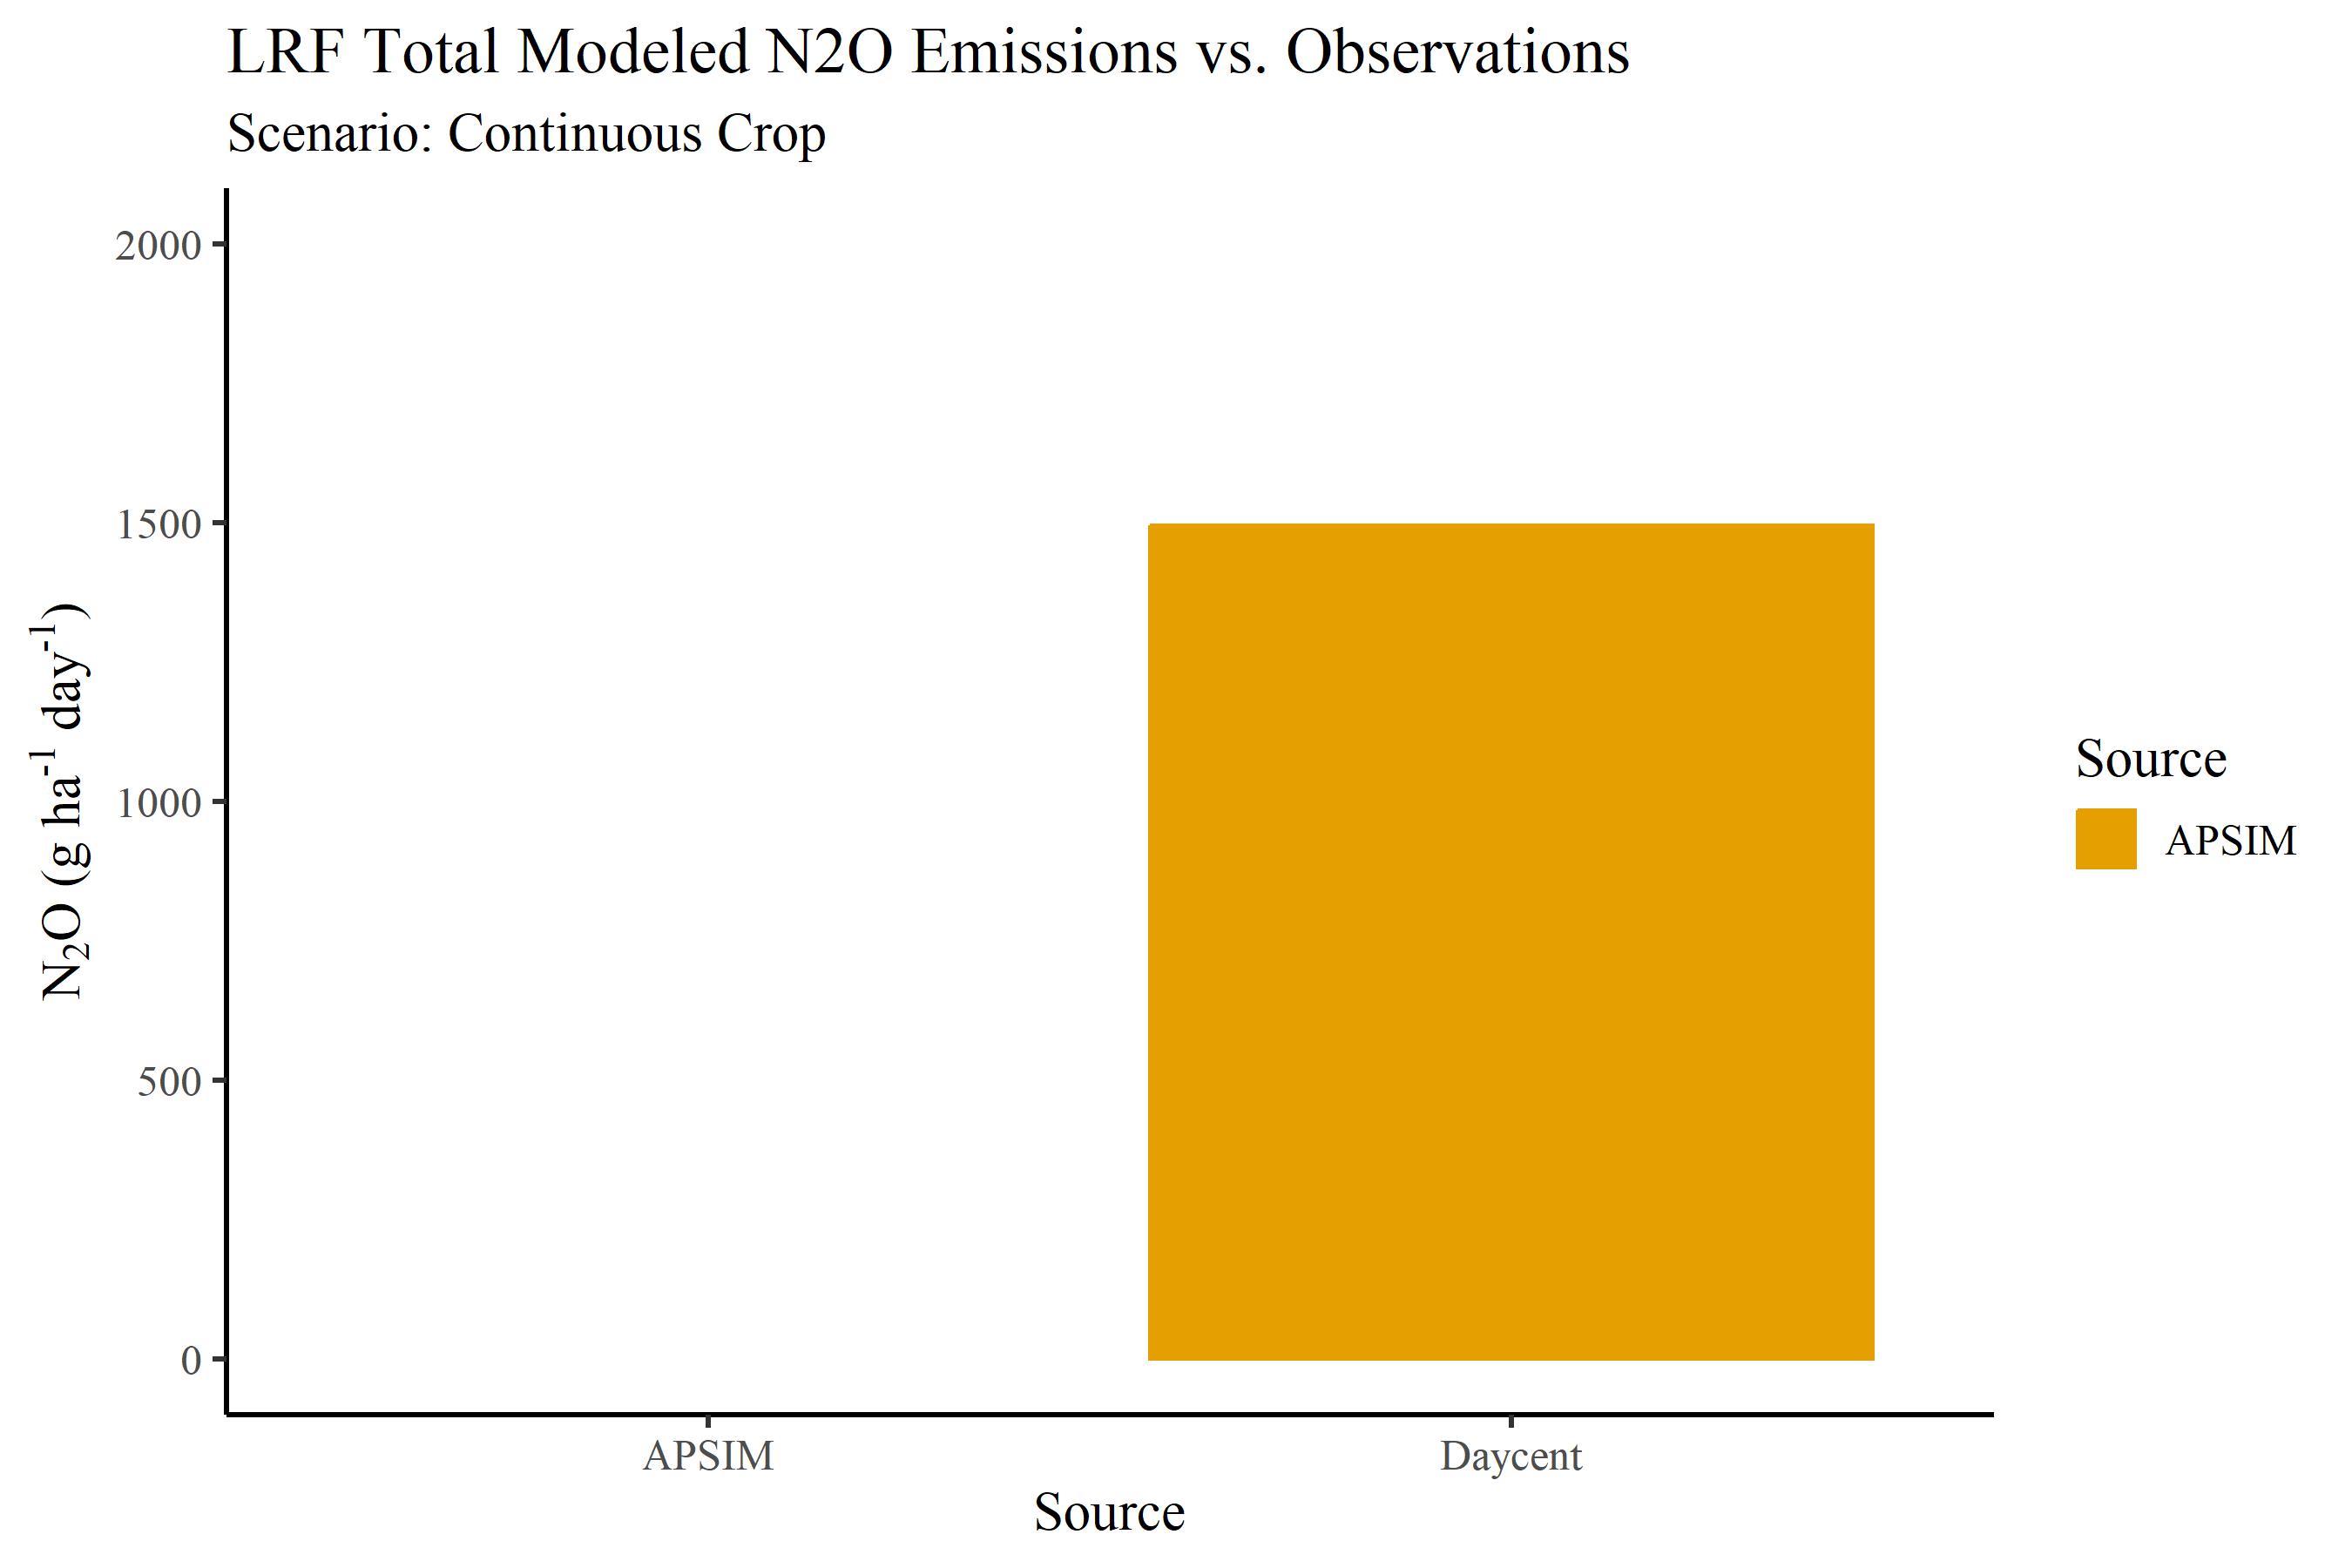 LRF Total Modeled N2O Emissions vs. Observations
Scenario: Continuous Crop
2000
1500
1000
500
0
N₂O (g ha⁻¹ day⁻¹)
APSIM
Daycent
Source
Source
APSIM